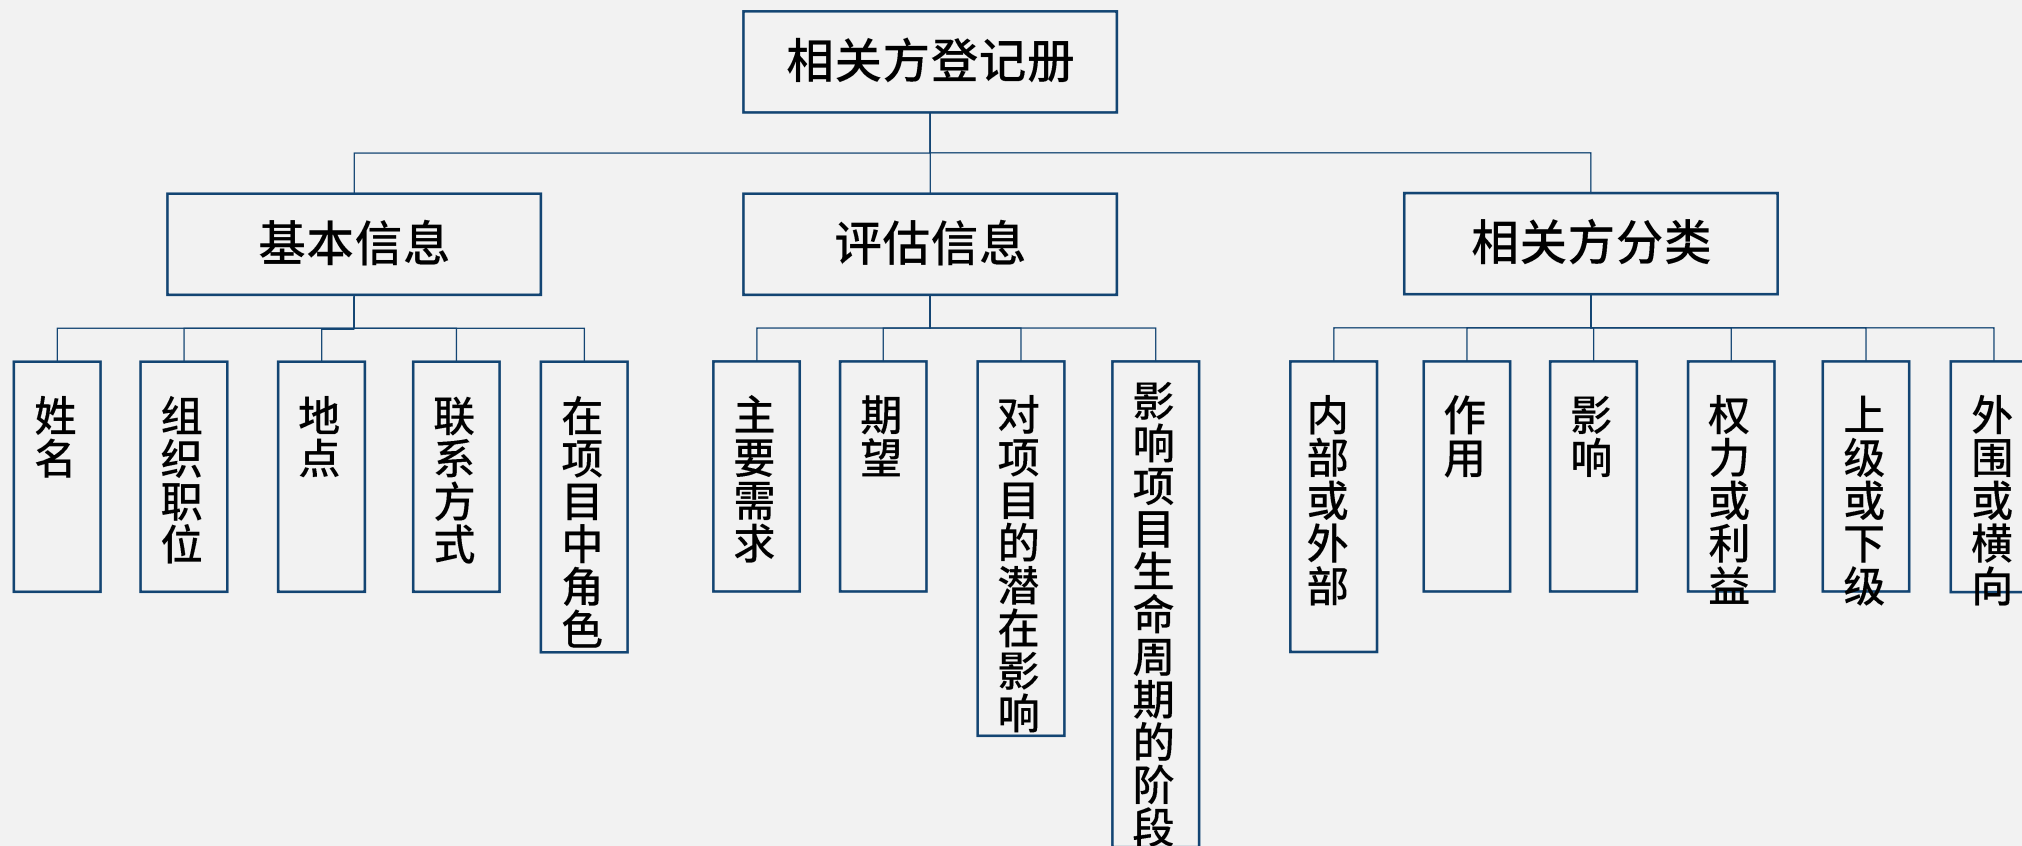 相关方登记册
基本信息
评估信息
相关方分类
姓名
组织职位
地点
联系方式
在项目中角色
主要需求
期望
对项目的潜在影响
影响项目生命周期的阶段
内部或外部
作用
影响
权力或利益
上级或下级
外围或横向